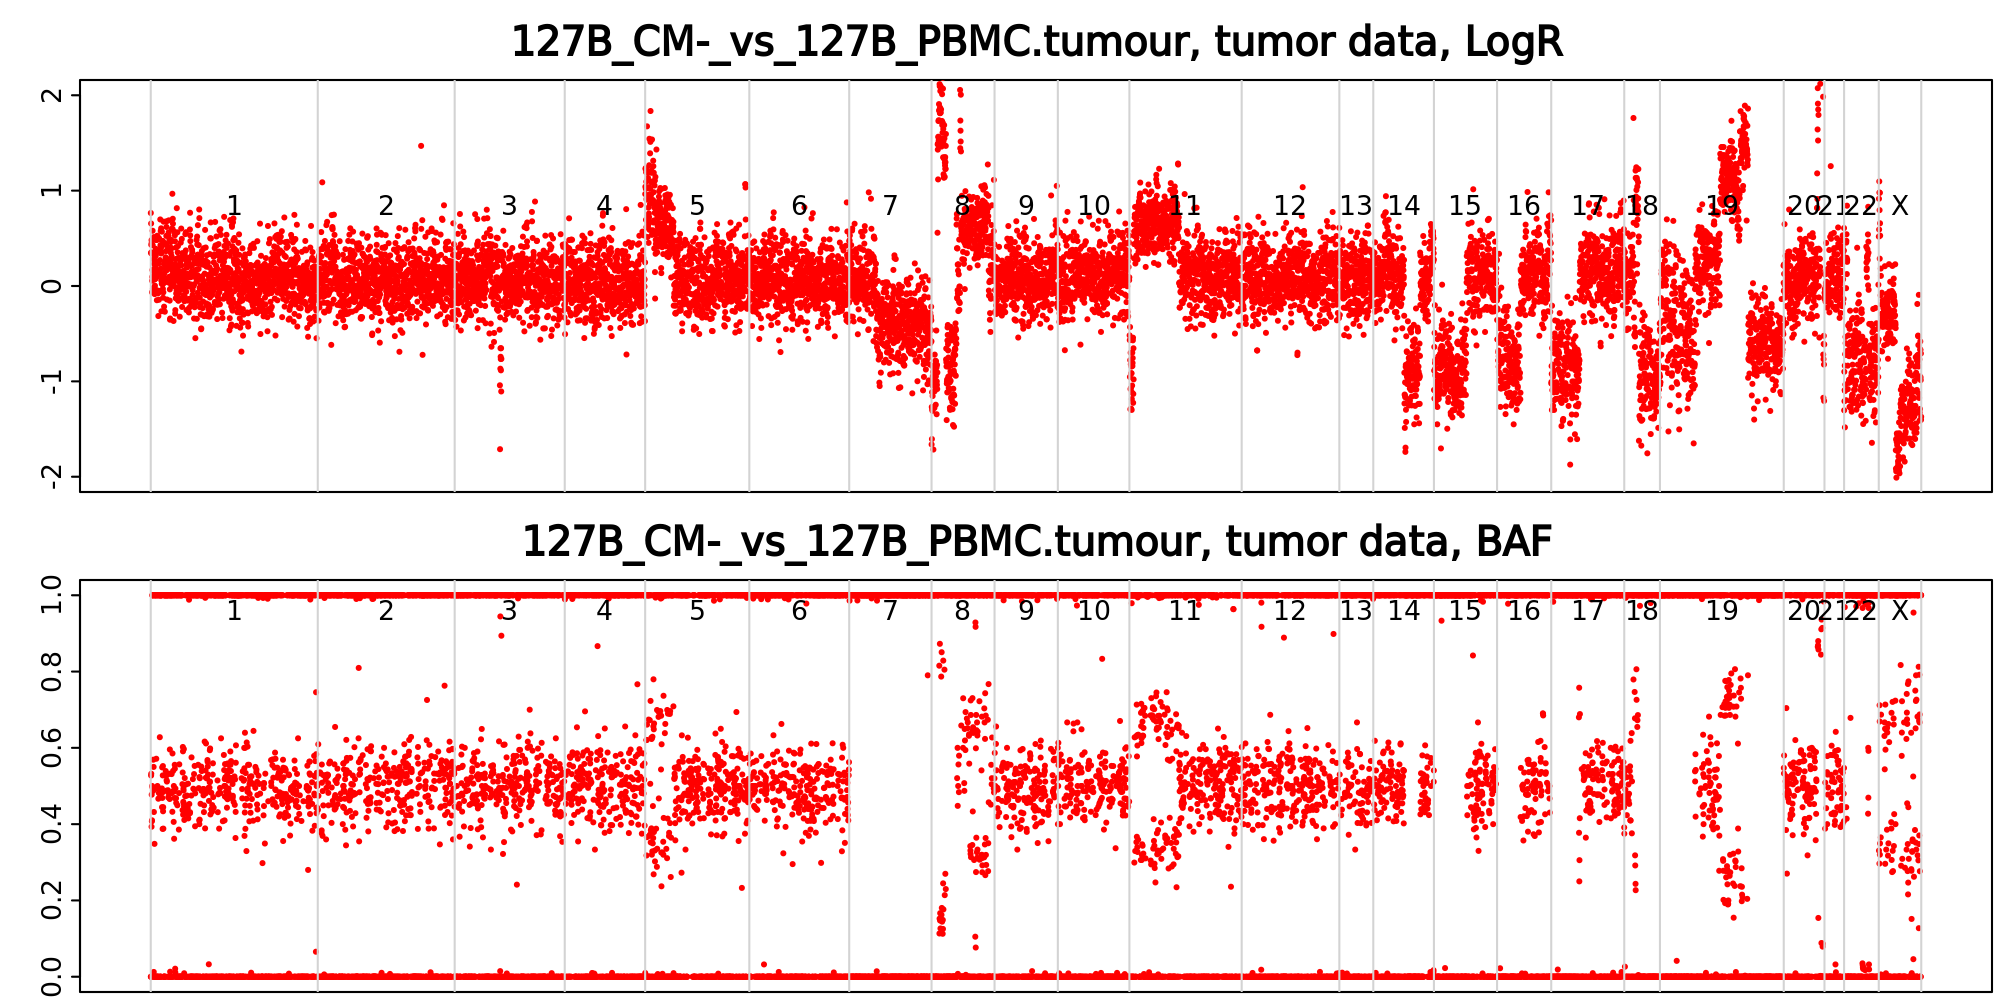 127B_CM-_vs_127B_PBMC.tumour, tumor data, LogR
2
1
0
-1
-2
1 2 3 4 5 6 7 8 9 10 11 12 13 14 15 16 17 18 19 20 21 22 X
127B_CM-_vs_127B_PBMC.tumour, tumor data, BAF
1.0
0.8
0.6
0.4
0.2
0.0
1 2 3 4 5 6 7 8 9 10 11 12 13 14 15 16 17 18 19 20 21 22 X